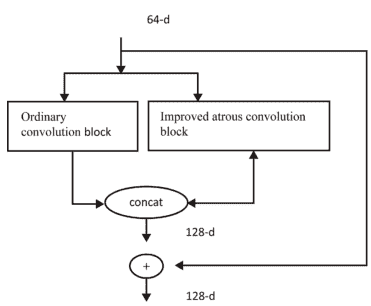 64-d
Ordinary
convolution block
Improved atrous convolution
block
concat
128-d
+
128-d